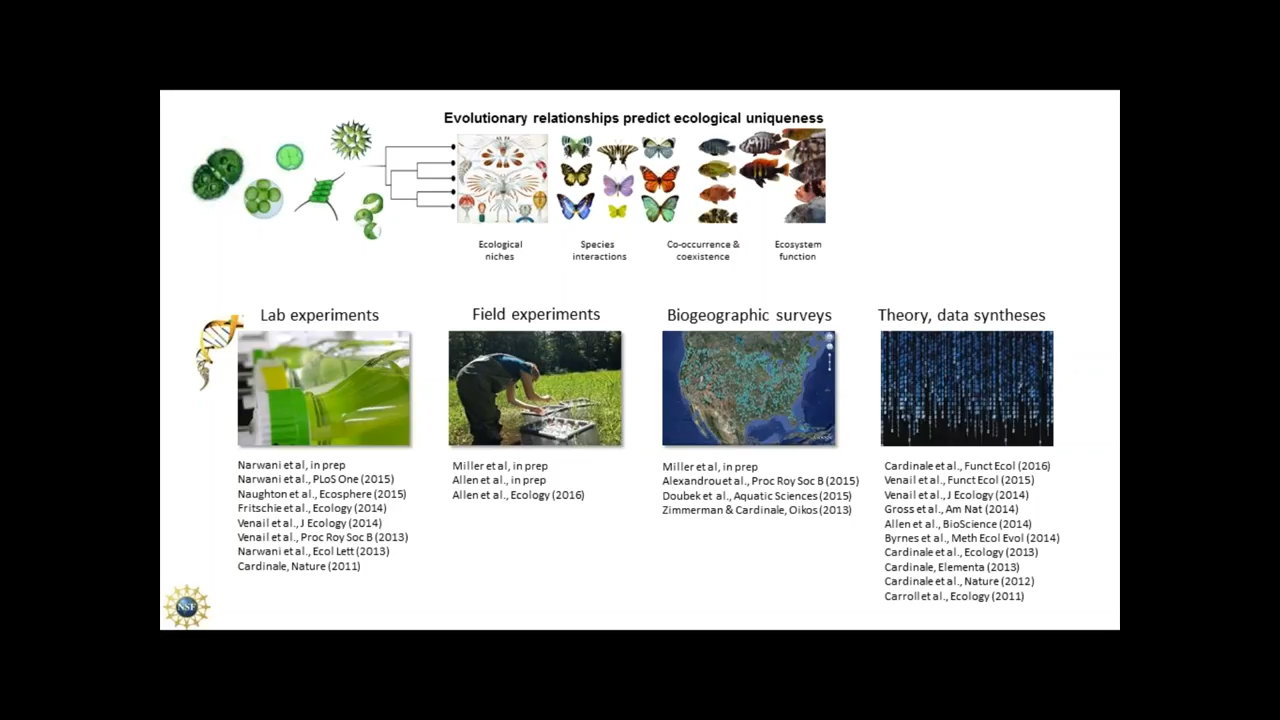 Evolutionary relationships predict ecological uniqueness
Ecological
niches
Species
interactions
Co-occurrence &
coexistence
Ecosystem
function
Lab experiments
Narwani et al, in prep
Narwani et al., PLoS One (2015)
Naughton et al., Ecosphere (2015)
Fritschie et al., Ecology (2014)
Venail et al., J Ecology (2014)
Venail et al., Proc Roy Soc B (2013)
Narwani et al., Ecol Lett (2013)
Cardinale, Nature (2011)
Field experiments
Miller et al, in prep
Allen et al., in prep
Allen et al., Ecology (2016)
Biogeographic surveys
Google
Miller et al, in prep
Alexandrou et al., Proc Roy Soc B (2015)
Doubek et al., Aquatic Sciences (2015)
Zimmerman & Cardinale, Oikos (2013)
Theory, data syntheses
Cardinale et al., Funct Ecol (2016)
Venail et al., Funct Ecol (2015)
Venail et al., J Ecology (2014)
Gross et al., Am Nat (2014)
Allen et al., BioScience (2014)
Byrnes et al., Meth Ecol Evol (2014)
Cardinale et al., Ecology (2013)
Cardinale, Elementa (2013)
Cardinale et al., Nature (2012)
Carroll et al., Ecology (2011)
NSF